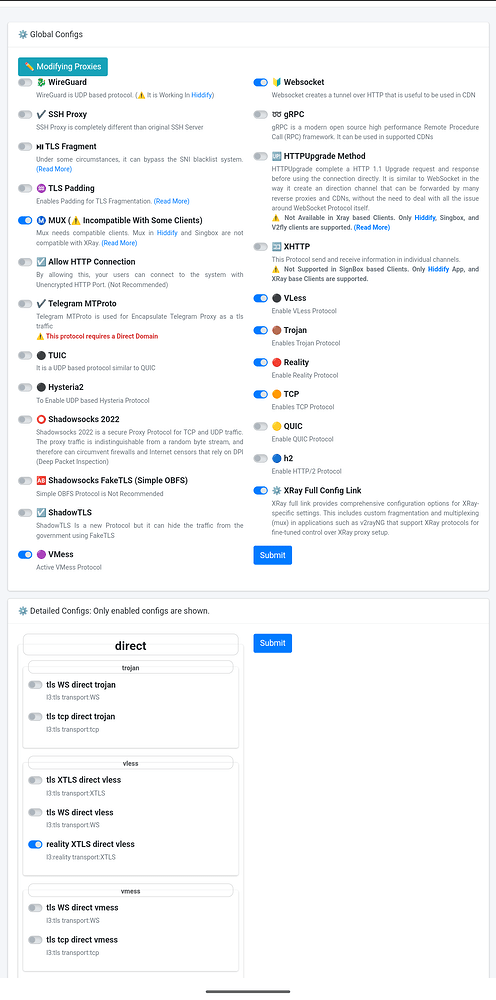 ⚙️ Global Configs
✏️ Modifying Proxies
🐉 WireGuard
WireGuard is UDP based protocol. (⚠️ It is Working In Hiddify)
✔️ SSH Proxy
SSH Proxy is completely different than original SSH Server
⏯ TLS Fragment
Under some circumstances, it can bypass the SNI blacklist system.
(Read More)
TLS Padding
Enables Padding for TLS Fragmentation. (Read More)
Ⓜ️ MUX (⚠️ Incompatible With Some Clients)
Mux needs compatible clients. Mux in Hiddify and Singbox are not
compatible with XRay. (Read More)
☑️ Allow HTTP Connection
By allowing this, your users can connect to the system with
Unencrypted HTTP Port. (Not Recommended)
✔️ Telegram MTProto
Telegram MTProto is used for Encapsulate Telegram Proxy as a tls
traffic
⚠️ This protocol requires a Direct Domain
⚫ TUIC
It is a UDP based protocol similar to QUIC
⚫ Hysteria2
To Enable UDP based Hysteria Protocol
⭕ Shadowsocks 2022
Shadowsocks 2022 is a secure Proxy Protocol for TCP and UDP traffic.
The proxy traffic is indistinguishable from a random byte stream, and
therefore can circumvent firewalls and Internet censors that rely on DPI
(Deep Packet Inspection)
🆎 Shadowsocks FakeTLS (Simple OBFS)
Simple OBFS Protocol is Not Recommended
☑️ ShadowTLS
ShadowTLS Is a new Protocol but it can hide the traffic from the
government using FakeTLS
🟣 VMess
Active VMess Protocol
🔰 Websocket
Websocket creates a tunnel over HTTP that is useful to be used in CDN
➿ gRPC
gRPC is a modern open source high performance Remote Procedure
Call (RPC) framework. It can be used in supported CDNs
🆙 HTTPUpgrade Method
HTTPUpgrade complete a HTTP 1.1 Upgrade request and response
before using the connection directly. It is similar to WebSocket in the
way it create an direction channel that can be forwarded by many
reverse proxies and CDNs, without the need to deal with all the issue
around WebSocket Protocol itself.
⚠️ Not Available in Xray based Clients. Only Hiddify, Singbox, and
V2fly clients are supported. (Read More)
XHTTP
This Protocol send and receive information in individual channels.
⚠️ Not Supported in SignBox based Clients. Only Hiddify App, and
XRay base Clients are supported.
⚫ VLess
Enable VLess Protocol
🟤 Trojan
Enables Trojan Protocol
🔴 Reality
Enable Reality Protocol
🟠 TCP
Enables TCP Protocol
🟡 QUIC
Enable QUIC Protocol
🔵 h2
Enable HTTP/2 Protocol
⚙️ XRay Full Config Link
XRay full link provides comprehensive configuration options for XRay-
specific settings. This includes custom fragmentation and multiplexing
(mux) in applications such as v2rayNG that support XRay protocols for
fine-tuned control over XRay proxy setup.
Submit
⚙️ Detailed Configs: Only enabled configs are shown.
direct
trojan
tls WS direct trojan
l3:tls transport:WS
tls tcp direct trojan
l3:tls transport:tcp
vless
tls XTLS direct vless
l3:tls transport:XTLS
tls WS direct vless
l3:tls transport:WS
reality XTLS direct vless
l3:reality transport:XTLS
vmess
tls WS direct vmess
l3:tls transport:WS
tls tcp direct vmess
l3:tls transport:tcp
Submit